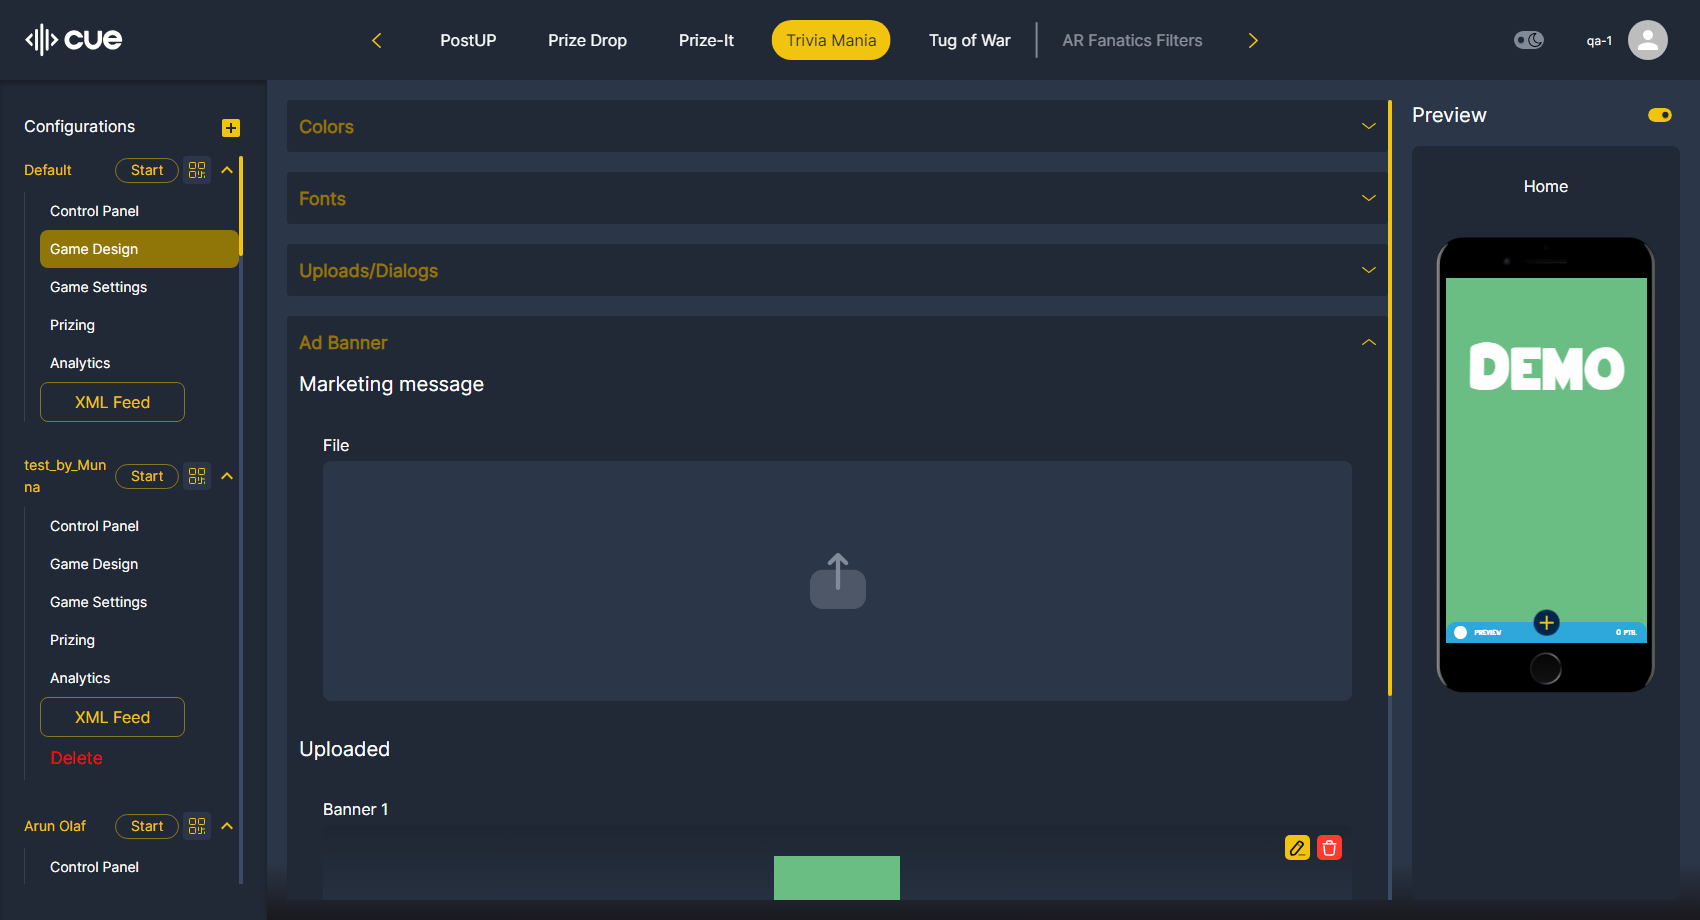 cue
PostUP
Prize Drop
Prize-It
Trivia Mania
Tug of War
AR Fanatics Filters
qa-1
Configurations
Default
Start
Control Panel
Game Design
Game Settings
Prizing
Analytics
XML Feed
test_by_Mun
na
Start
Control Panel
Game Design
Game Settings
Prizing
Analytics
XML Feed
Delete
Arun Olaf
Start
Control Panel
Colors
Fonts
Uploads/Dialogs
Ad Banner
Marketing message
File
Uploaded
Banner 1
Preview
Home
DEMO
PREVIEW
0 PTS.